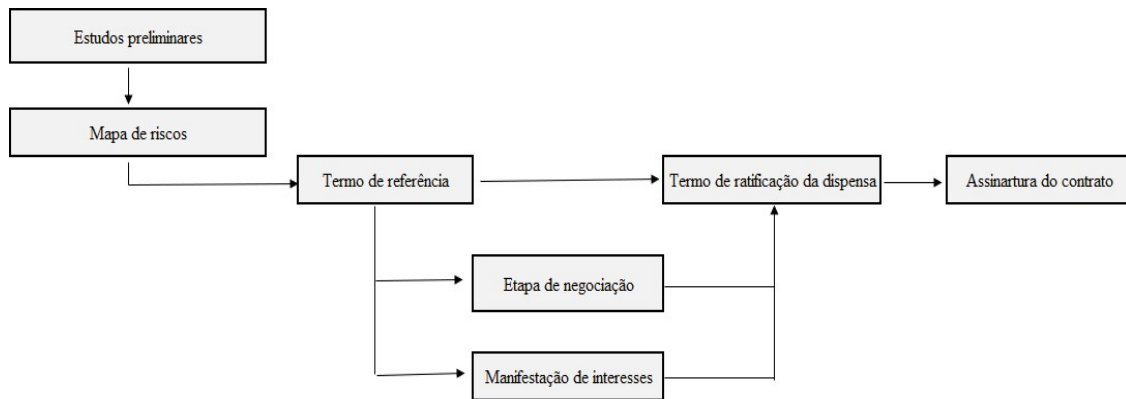 Estudos preliminares
Mapa de riscos
Termo de referência
Termo de ratificação da dispensa
Assinartura do contrato
Etapa de negociação
Manifestação de interesses